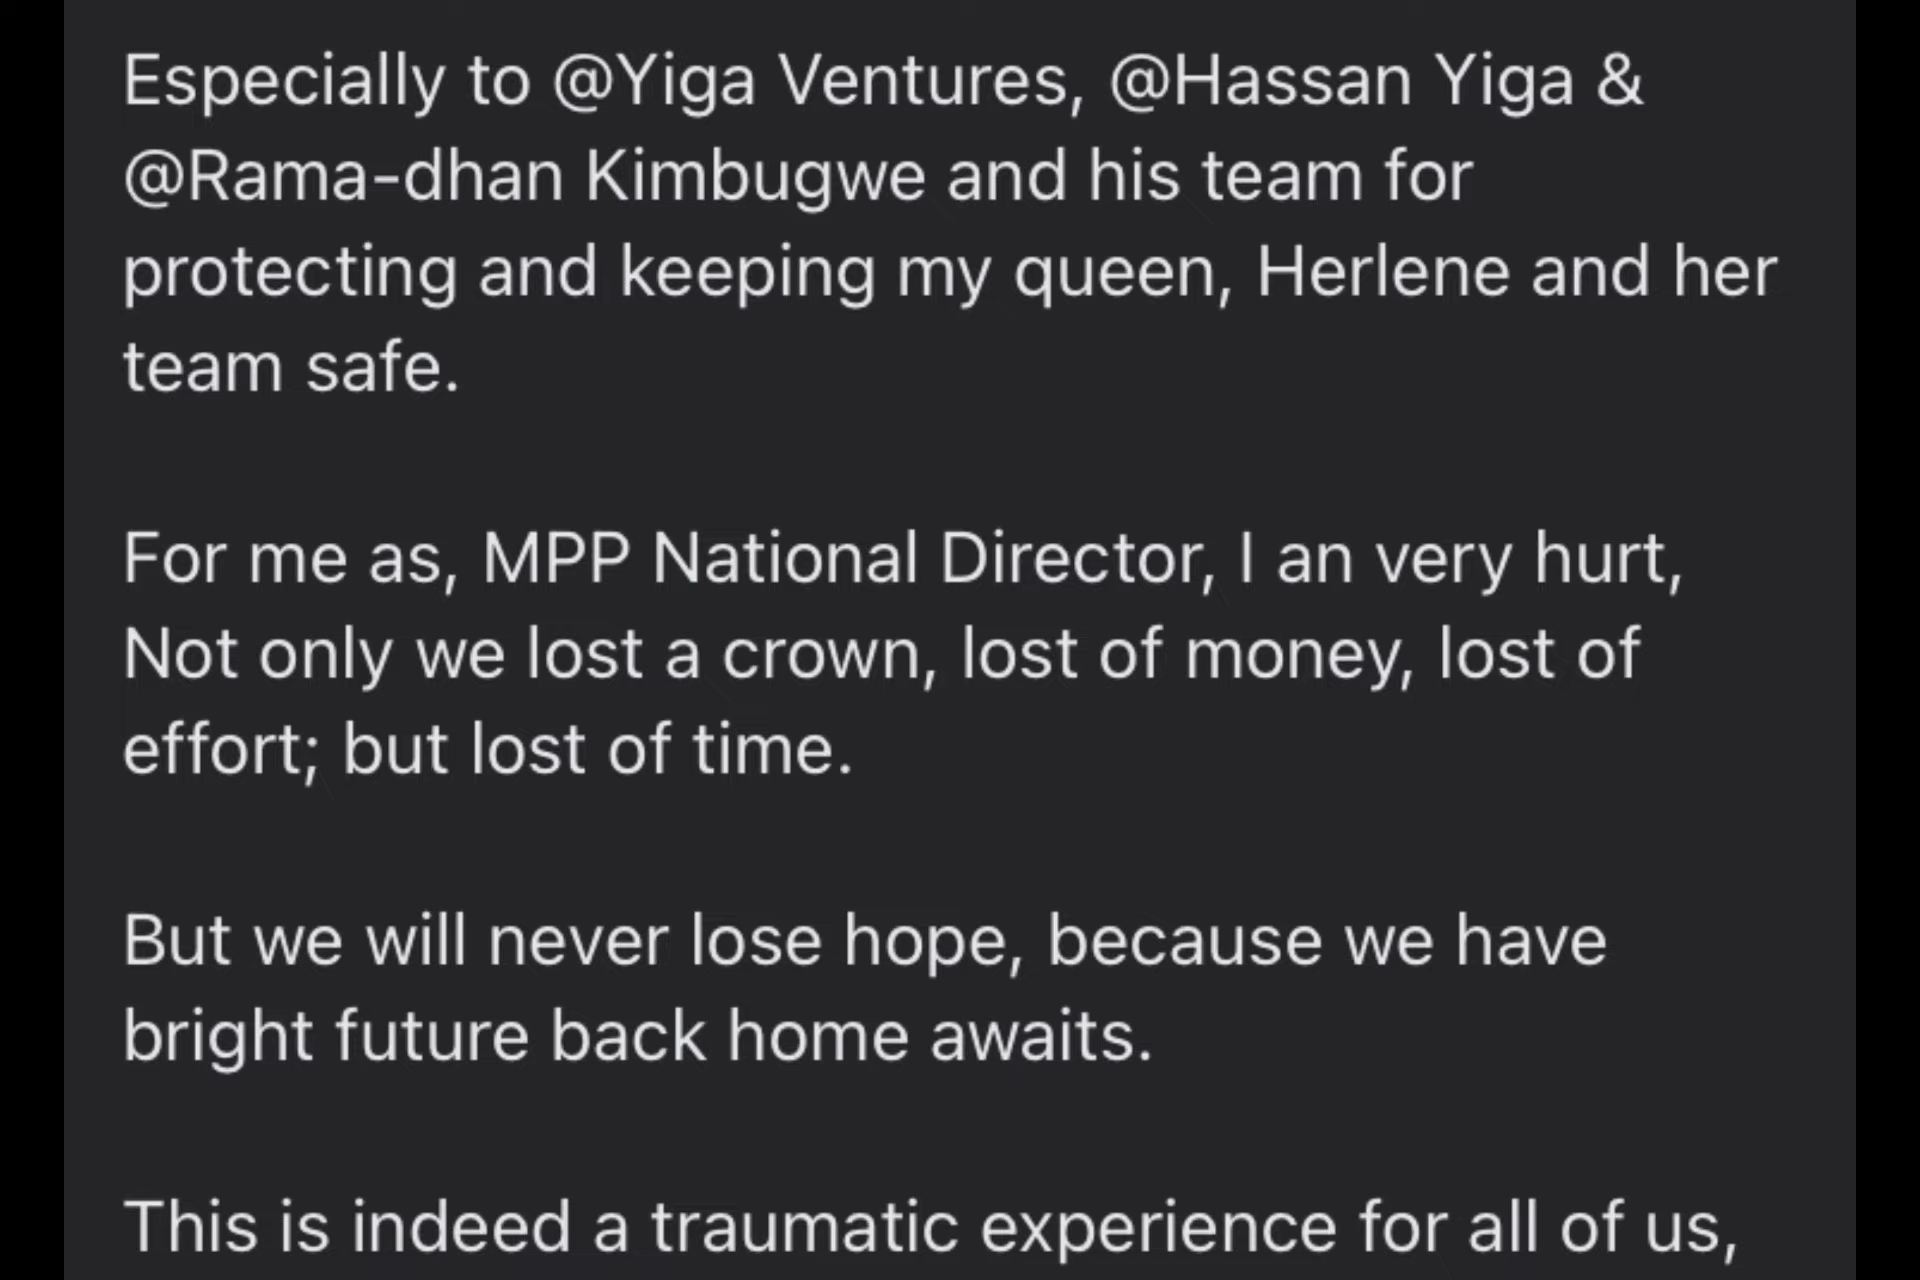 Especially to @Yiga Ventures, @Hassan Yiga &
@Rama-dhan Kimbugwe and his team for
protecting and keeping my queen, Herlene and her
team safe.
For me as, MPP National Director, I an very hurt,
Not only we lost a crown, lost of money, lost of
effort; but lost of time.
But we will never lose hope, because we have
bright future back home awaits.
This is indeed a traumatic experience for all of us,